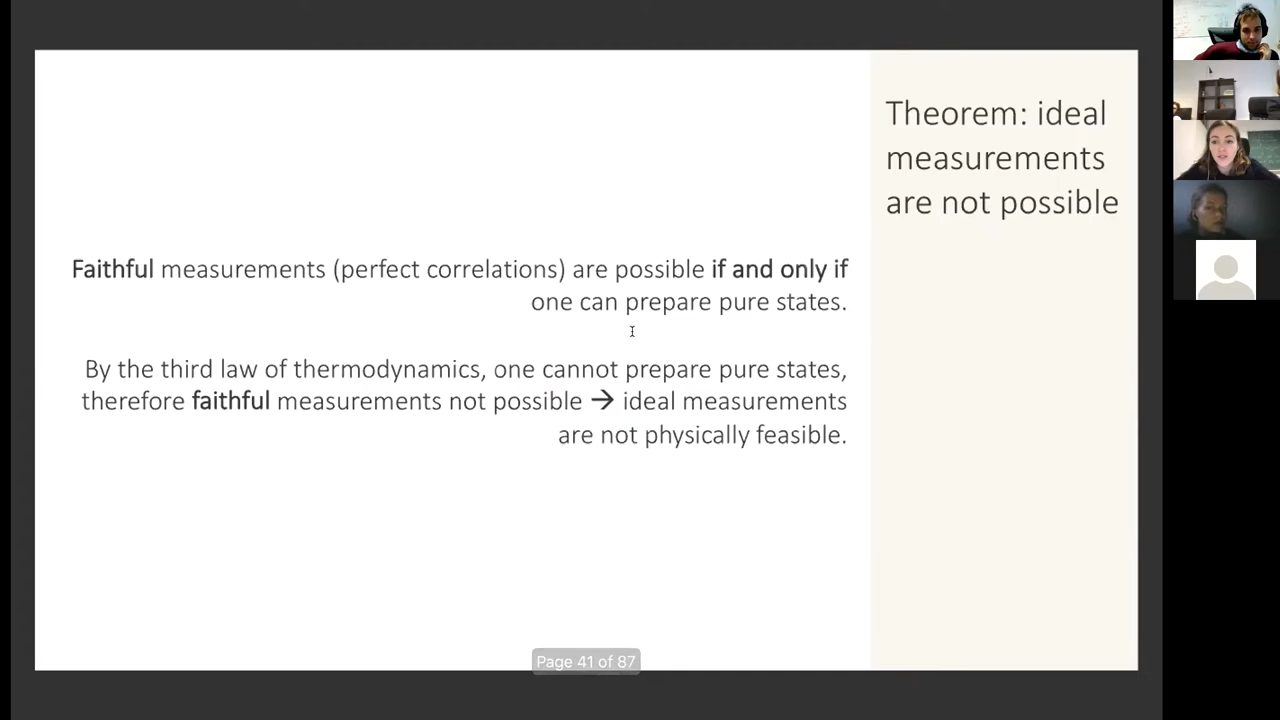 Theorem: ideal
measurements
are not possible
Faithful measurements (perfect correlations) are possible if and only if
one can prepare pure states.
By the third law of thermodynamics, one cannot prepare pure states,
therefore faithful measurements not possible → ideal measurements
are not physically feasible.
Page 41 of 87